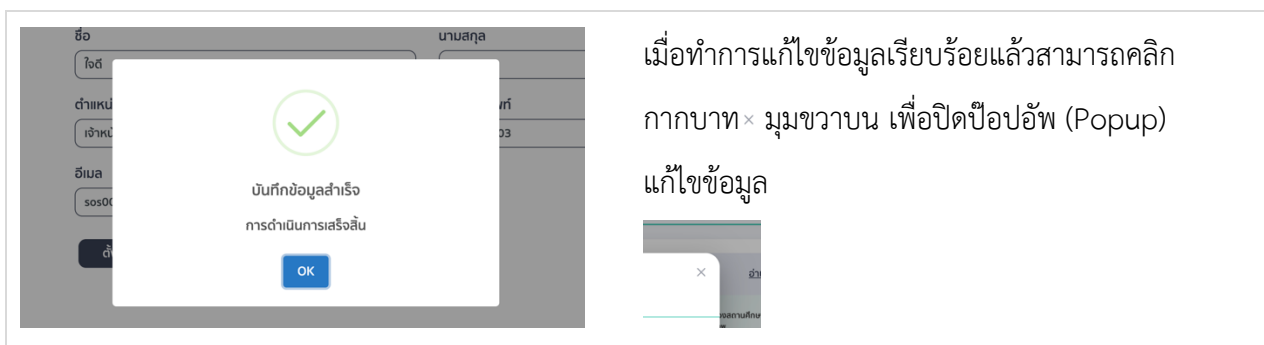 ชื่อ
นามสกุล
ใจดี
ตำแหน่
เจ้าหน้
03
อีเมล
sos00
บันทึกข้อมูลสำเร็จ
การดำเนินการเสร็จสิ้น
OK
เมื่อทำการแก้ไขข้อมูลเรียบร้อยแล้วสามารถคลิก
กากบาท× มุมขวาบน เพื่อปิดป๊อปอัพ (Popup)
แก้ไขข้อมูล
×